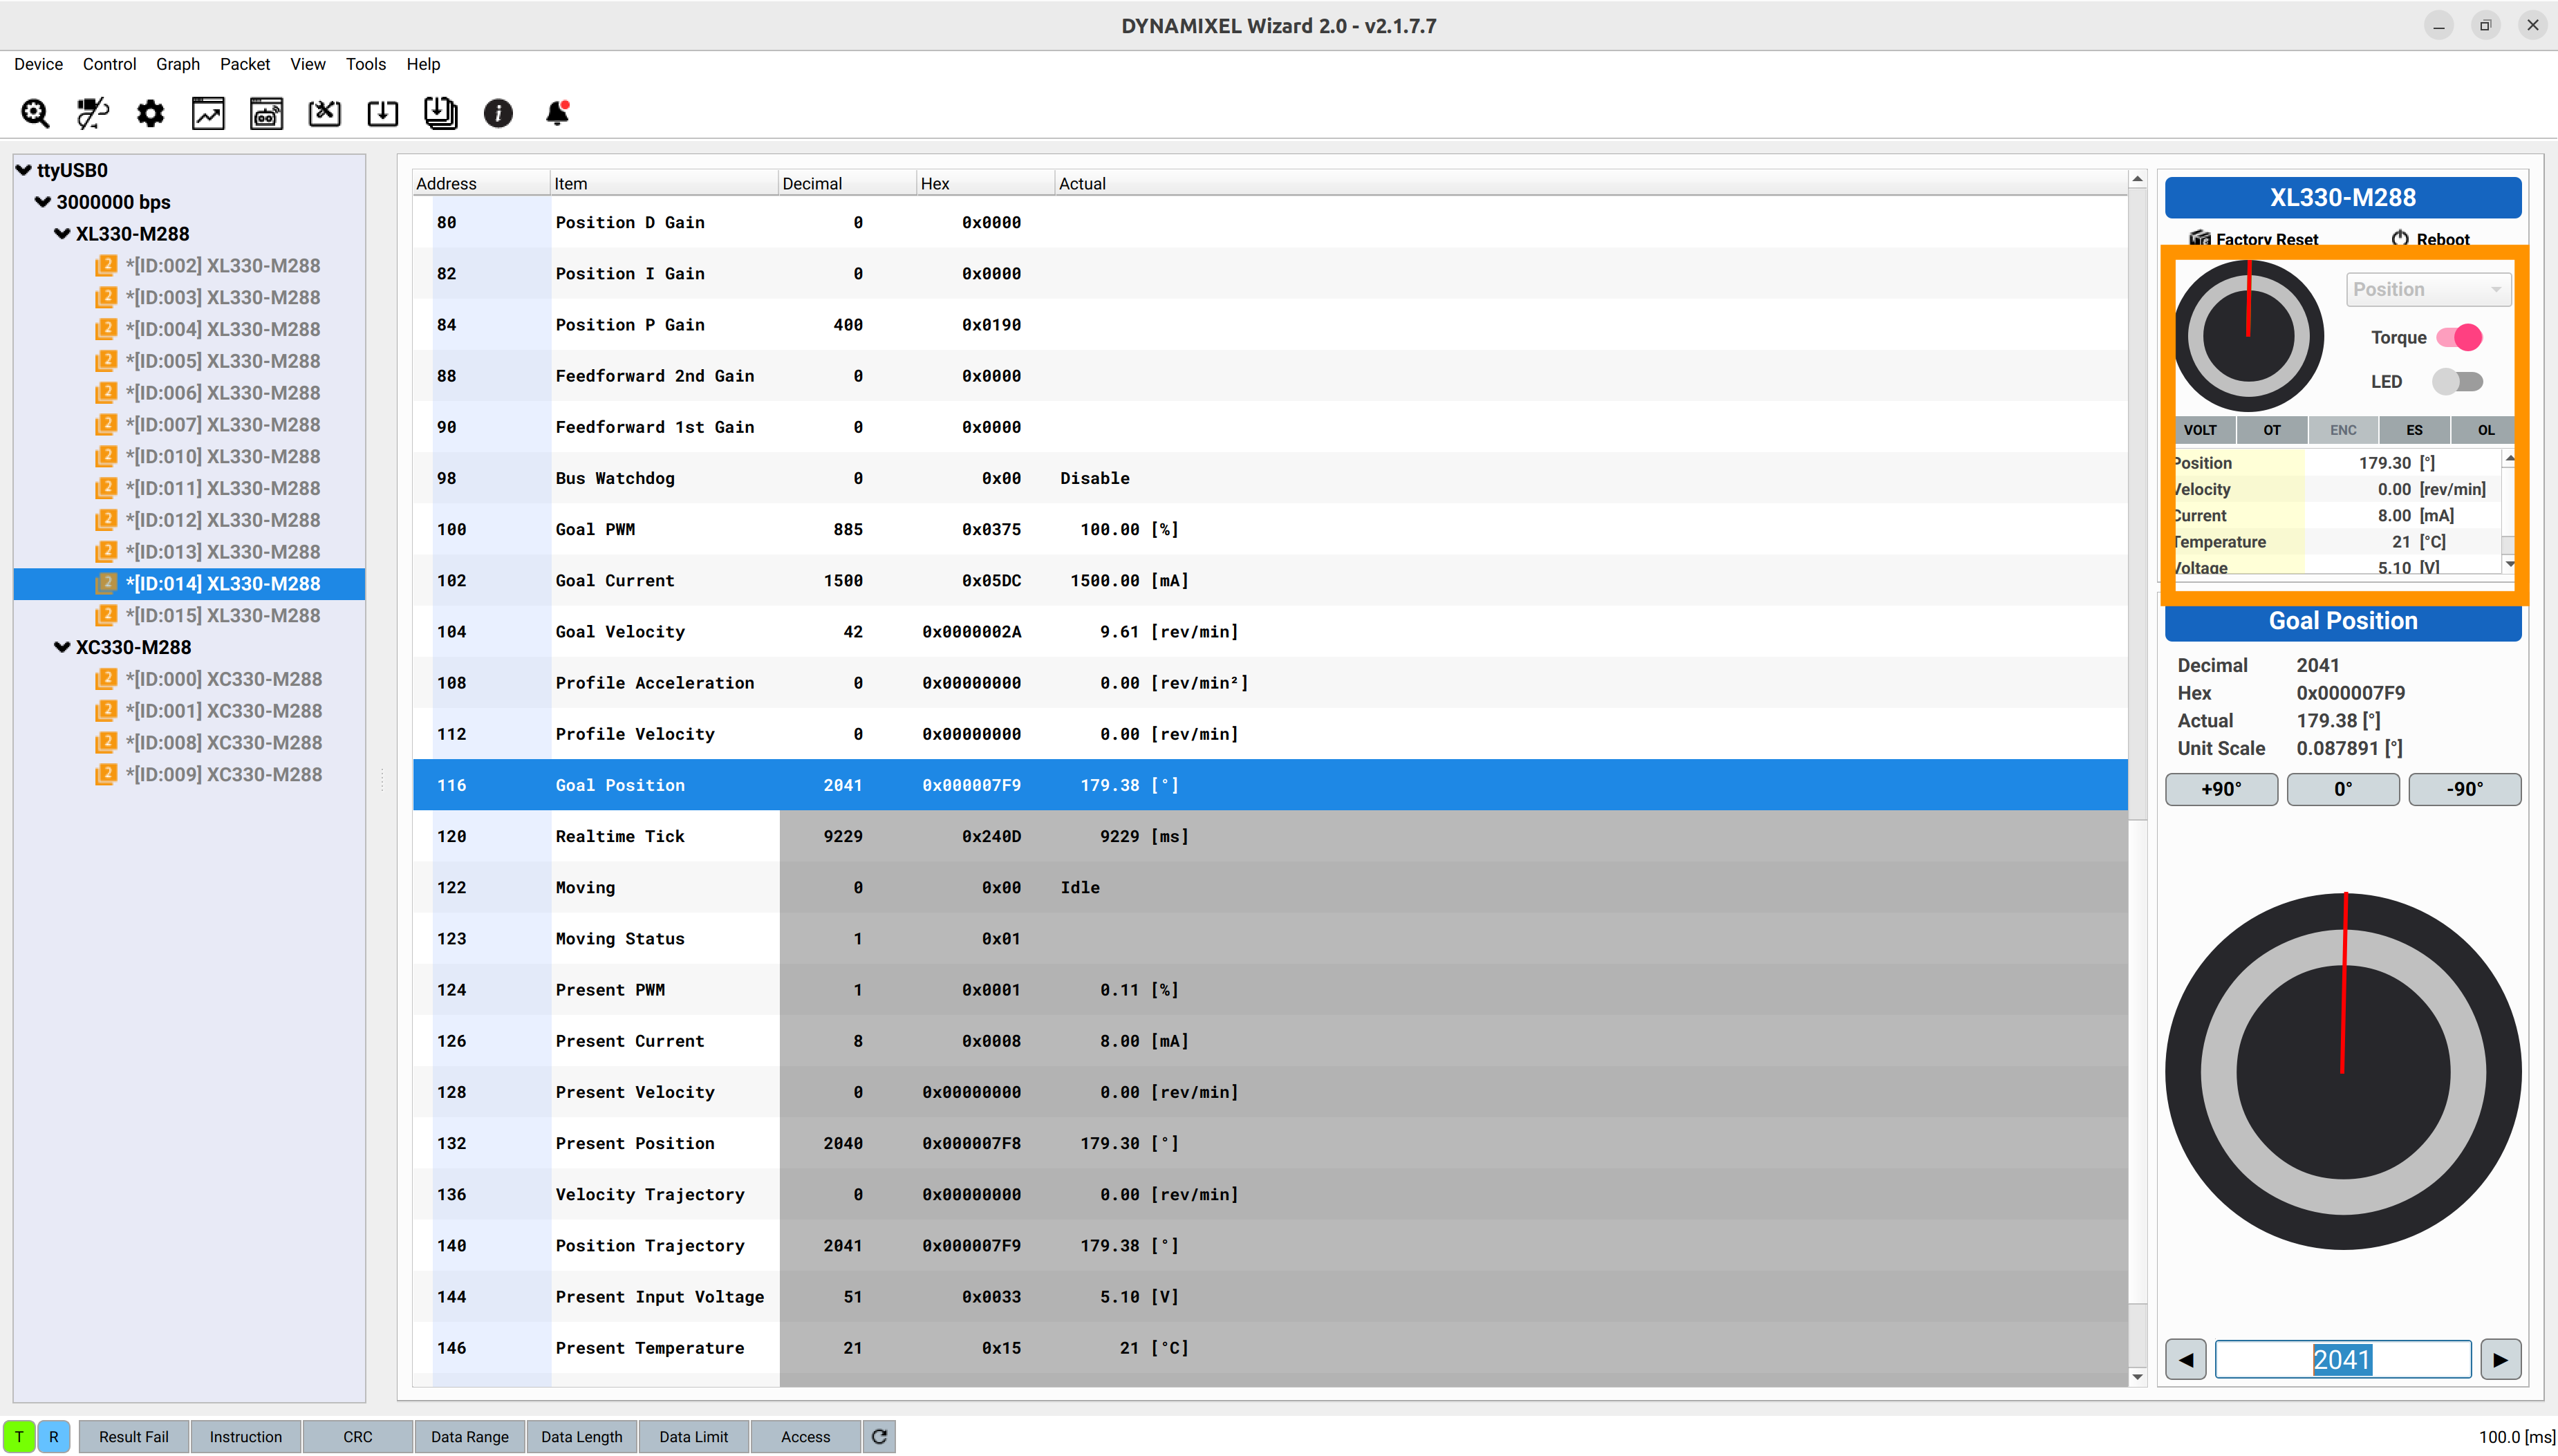 DYNAMIXEL Wizard 2.0 - v2.1.7.7
Device Control Graph Packet View Tools Help
ttyUSB0
3000000 bps
XL330-M288
2 *[ID:002] XL330-M288
2 *[ID:003] XL330-M288
2 *[ID:004] XL330-M288
2 *[ID:005] XL330-M288
2 *[ID:006] XL330-M288
2 *[ID:007] XL330-M288
2 *[ID:010] XL330-M288
2 *[ID:011] XL330-M288
2 *[ID:012] XL330-M288
2 *[ID:013] XL330-M288
2 *[ID:014] XL330-M288
2 *[ID:015] XL330-M288
XC330-M288
2 *[ID:000] XC330-M288
2 *[ID:001] XC330-M288
2 *[ID:008] XC330-M288
2 *[ID:009] XC330-M288
Address Item Decimal Hex Actual
80 Position D Gain 0 0x0000
82 Position I Gain 0 0x0000
84 Position P Gain 400 0x0190
88 Feedforward 2nd Gain 0 0x0000
90 Feedforward 1st Gain 0 0x0000
98 Bus Watchdog 0 0x00 Disable
100 Goal PWM 885 0x0375 100.00 [%]
102 Goal Current 1500 0x05DC 1500.00 [mA]
104 Goal Velocity 42 0x0000002A 9.61 [rev/min]
108 Profile Acceleration 0 0x00000000 0.00 [rev/min²]
112 Profile Velocity 0 0x00000000 0.00 [rev/min]
116 Goal Position 2041 0x000007F9 179.38 [°]
120 Realtime Tick 9229 0x240D 9229 [ms]
122 Moving 0 0x00 Idle
123 Moving Status 1 0x01
124 Present PWM 1 0x0001 0.11 [%]
126 Present Current 8 0x0008 8.00 [mA]
128 Present Velocity 0 0x00000000 0.00 [rev/min]
132 Present Position 2040 0x000007F8 179.30 [°]
136 Velocity Trajectory 0 0x00000000 0.00 [rev/min]
140 Position Trajectory 2041 0x000007F9 179.38 [°]
144 Present Input Voltage 51 0x0033 5.10 [V]
146 Present Temperature 21 0x15 21 [°C]
XL330-M288
Factory Reset Reboot
Position
Torque
LED
VOLT OT ENC ES OL
Position 179.30 [°]
Velocity 0.00 [rev/min]
Current 8.00 [mA]
Temperature 21 [°C]
Voltage 5.10 [V]
Goal Position
Decimal 2041
Hex 0x000007F9
Actual 179.38 [°]
Unit Scale 0.087891 [°]
+90° 0° -90°
2041
T R Result Fail Instruction CRC Data Range Data Length Data Limit Access 100.0 [ms]